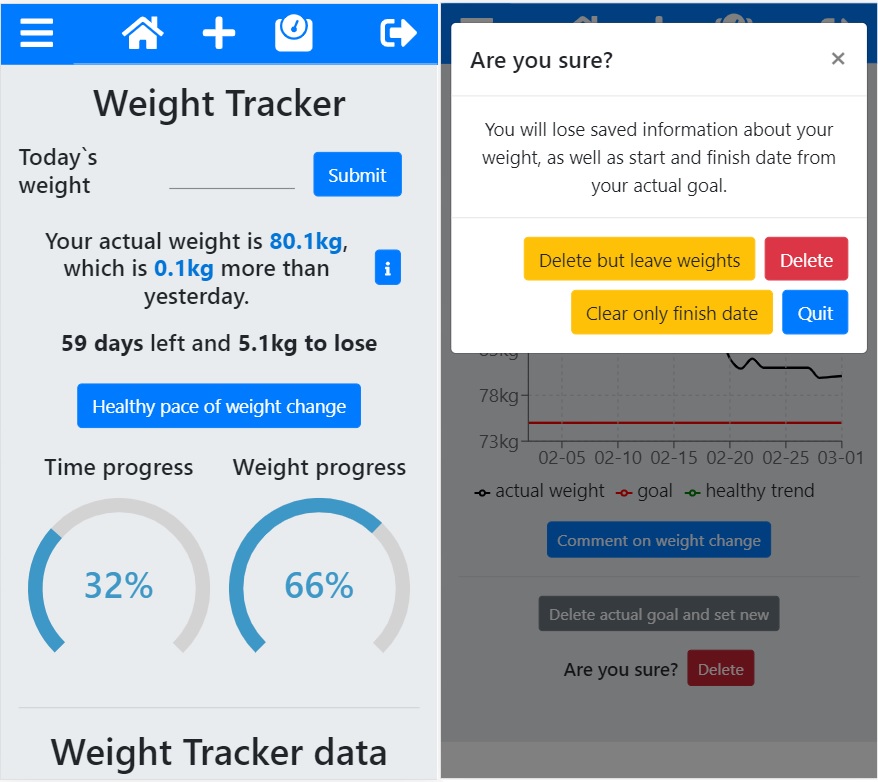 Weight Tracker
Today`s
weight
Submit
Your actual weight is 80.1kg,
which is 0.1kg more than
yesterday.
i
59 days left and 5.1kg to lose
Healthy pace of weight change
Time progress Weight progress
32% 66%
Weight Tracker data
Are you sure? ×
You will lose saved information about your
weight, as well as start and finish date from
your actual goal.
Delete but leave weights Delete
Clear only finish date Quit
78kg
73kg
02-05 02-10 02-15 02-20 02-25 03-01
actual weight goal healthy trend
Comment on weight change
Delete actual goal and set new
Are you sure? Delete